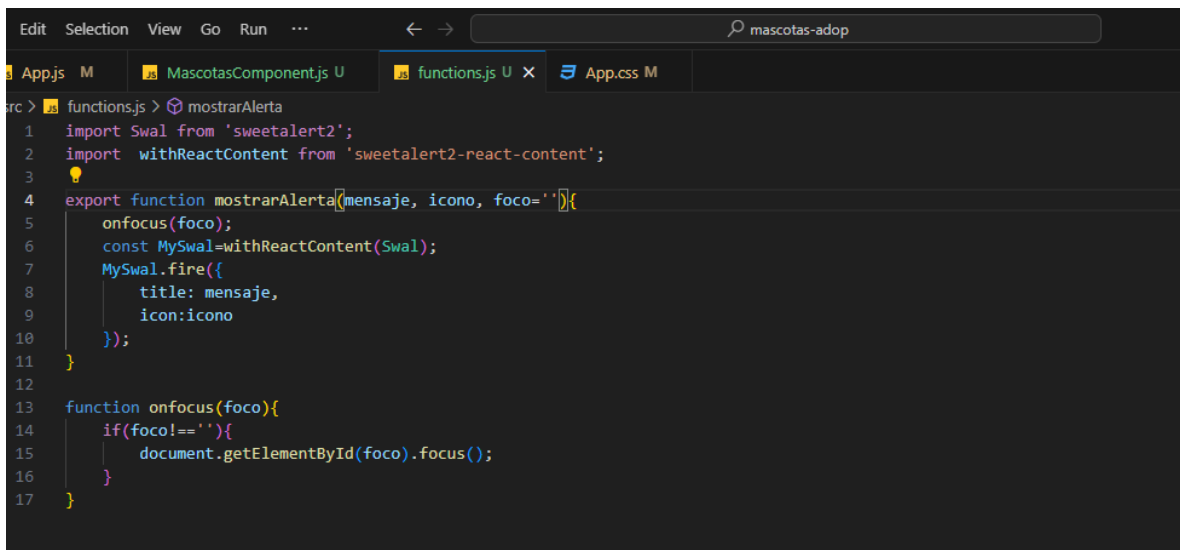 Edit Selection View Go Run ··· ← → mascotas-adop
App.js M JS MascotasComponent.js U JS functions.js U × App.css M
src > JS functions.js > mostrarAlerta
1 import Swal from 'sweetalert2';
2 import  withReactContent from 'sweetalert2-react-content';
3
4 export function mostrarAlerta(mensaje, icono, foco=''){
5     onfocus(foco);
6     const MySwal=withReactContent(Swal);
7     MySwal.fire({
8         title: mensaje,
9         icon:icono
10     });
11 }
12
13 function onfocus(foco){
14     if(foco!==''){
15         document.getElementById(foco).focus();
16     }
17 }